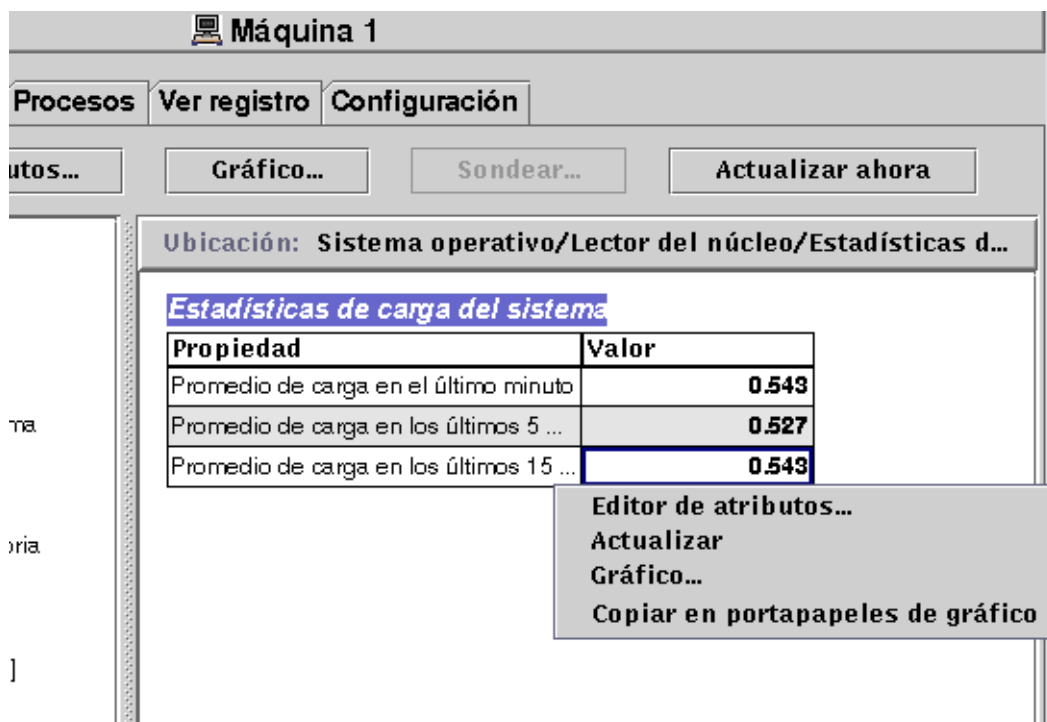 Máquina 1
Procesos Ver registro Configuración
utos... Gráfico... Sondear... Actualizar ahora
Ubicación: Sistema operativo/Lector del núcleo/Estadísticas d...
Estadísticas de carga del sistema
Propiedad Valor
Promedio de carga en el último minuto 0.543
Promedio de carga en los últimos 5 ... 0.527
ma
Promedio de carga en los últimos 15 ... 0.543
Editor de atributos...
Actualizar
oria
Gráfico...
Copiar en portapapeles de gráfico
]